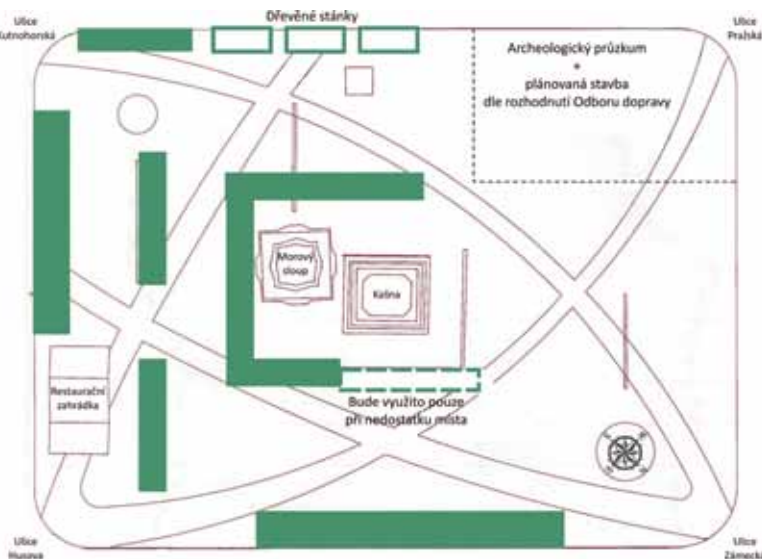 Dřevěné stánky
Ulice
Kutnohorská
Ulice
Pražská
Archeologický průzkum
+
plánovaná stavba
dle rozhodnutí Odboru dopravy
Morový
sloup
Kašna
Restaurační
zahrádka
Bude využito pouze
při nedostatku místa
Ulice
Husova
Ulice
Zámecká